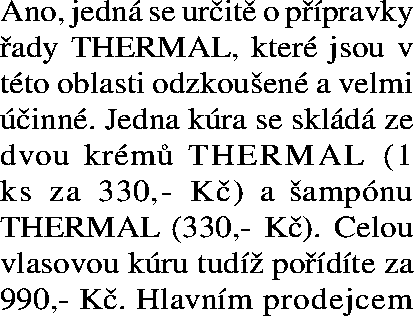 Ano, jedná se určitě o přípravky
řady THERMAL, které jsou v
této oblasti odzkoušené a velmi
účinné. Jedna kúra se skládá ze
dvou krémů THERMAL (1
ks za 330,- Kč) a šampónu
THERMAL (330,- Kč). Celou
vlasovou kúru tudíž pořídíte za
990,- Kč. Hlavním prodejcem